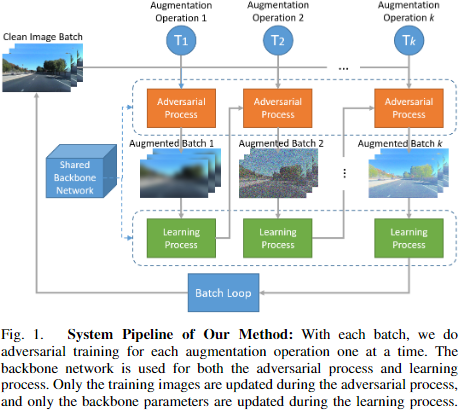 Augmentation
Operation 1
Augmentation
Operation 2
Augmentation
Operation k
Clean Image Batch
T1
T2
...
Tk
Adversarial
Process
Adversarial
Process
Adversarial
Process
Augmented Batch 1
Augmented Batch 2
Augmented Batch k
...
Shared
Backbone
Network
Learning
Process
Learning
Process
...
Learning
Process
Batch Loop
Fig. 1. System Pipeline of Our Method: With each batch, we do
adversarial training for each augmentation operation one at a time. The
backbone network is used for both the adversarial process and learning
process. Only the training images are updated during the adversarial process,
and only the backbone parameters are updated during the learning process.